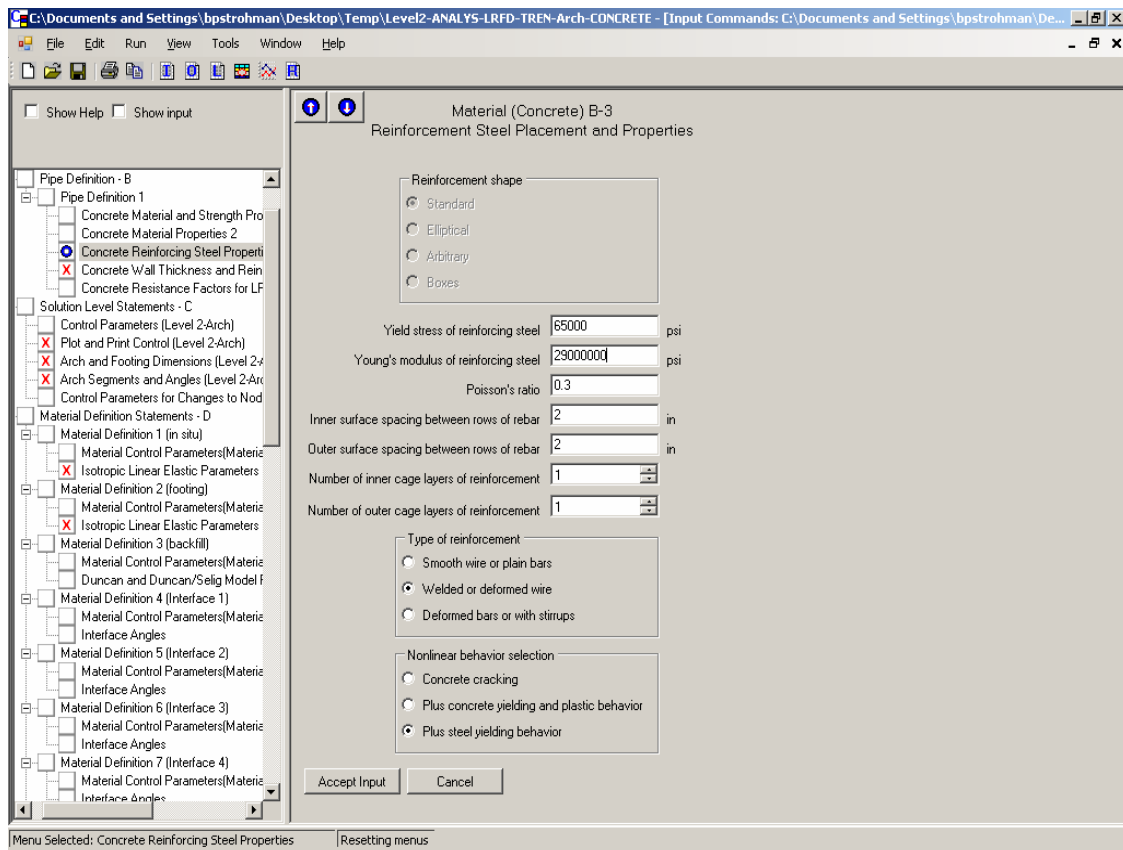 C:\Documents and Settings\bpstrohman\Desktop\Temp\Level2-ANALYS-LRFD-TREN-Arch-CONCRETE - [Input Commands: C:\Documents and Settings\bpstrohman\De...
File Edit Run View Tools Window Help
Show Help Show input
Pipe Definition - B
Pipe Definition 1
Concrete Material and Strength Pro
Concrete Material Properties 2
Concrete Reinforcing Steel Properti
Concrete Wall Thickness and Rein
Concrete Resistance Factors for LF
Solution Level Statements - C
Control Parameters (Level 2-Arch)
Plot and Print Control (Level 2-Arch)
Arch and Footing Dimensions (Level 2-A
Arch Segments and Angles (Level 2-Arc
Control Parameters for Changes to Nod
Material Definition Statements - D
Material Definition 1 (in situ)
Material Control Parameters(Materia
Isotropic Linear Elastic Parameters
Material Definition 2 (footing)
Material Control Parameters(Materia
Isotropic Linear Elastic Parameters
Material Definition 3 (backfill)
Material Control Parameters(Materia
Duncan and Duncan/Selig Model F
Material Definition 4 (Interface 1)
Material Control Parameters(Materia
Interface Angles
Material Definition 5 (Interface 2)
Material Control Parameters(Materia
Interface Angles
Material Definition 6 (Interface 3)
Material Control Parameters(Materia
Interface Angles
Material Definition 7 (Interface 4)
Material Control Parameters(Materia
Interface Angles
Material (Concrete) B-3
Reinforcement Steel Placement and Properties
Reinforcement shape
Standard
Elliptical
Arbitrary
Boxes
Yield stress of reinforcing steel 65000 psi
Young's modulus of reinforcing steel 29000000 psi
Poisson's ratio 0.3
Inner surface spacing between rows of rebar 2 in
Outer surface spacing between rows of rebar 2 in
Number of inner cage layers of reinforcement 1
Number of outer cage layers of reinforcement 1
Type of reinforcement
Smooth wire or plain bars
Welded or deformed wire
Deformed bars or with stirrups
Nonlinear behavior selection
Concrete cracking
Plus concrete yielding and plastic behavior
Plus steel yielding behavior
Accept Input Cancel
Menu Selected: Concrete Reinforcing Steel Properties Resetting menus